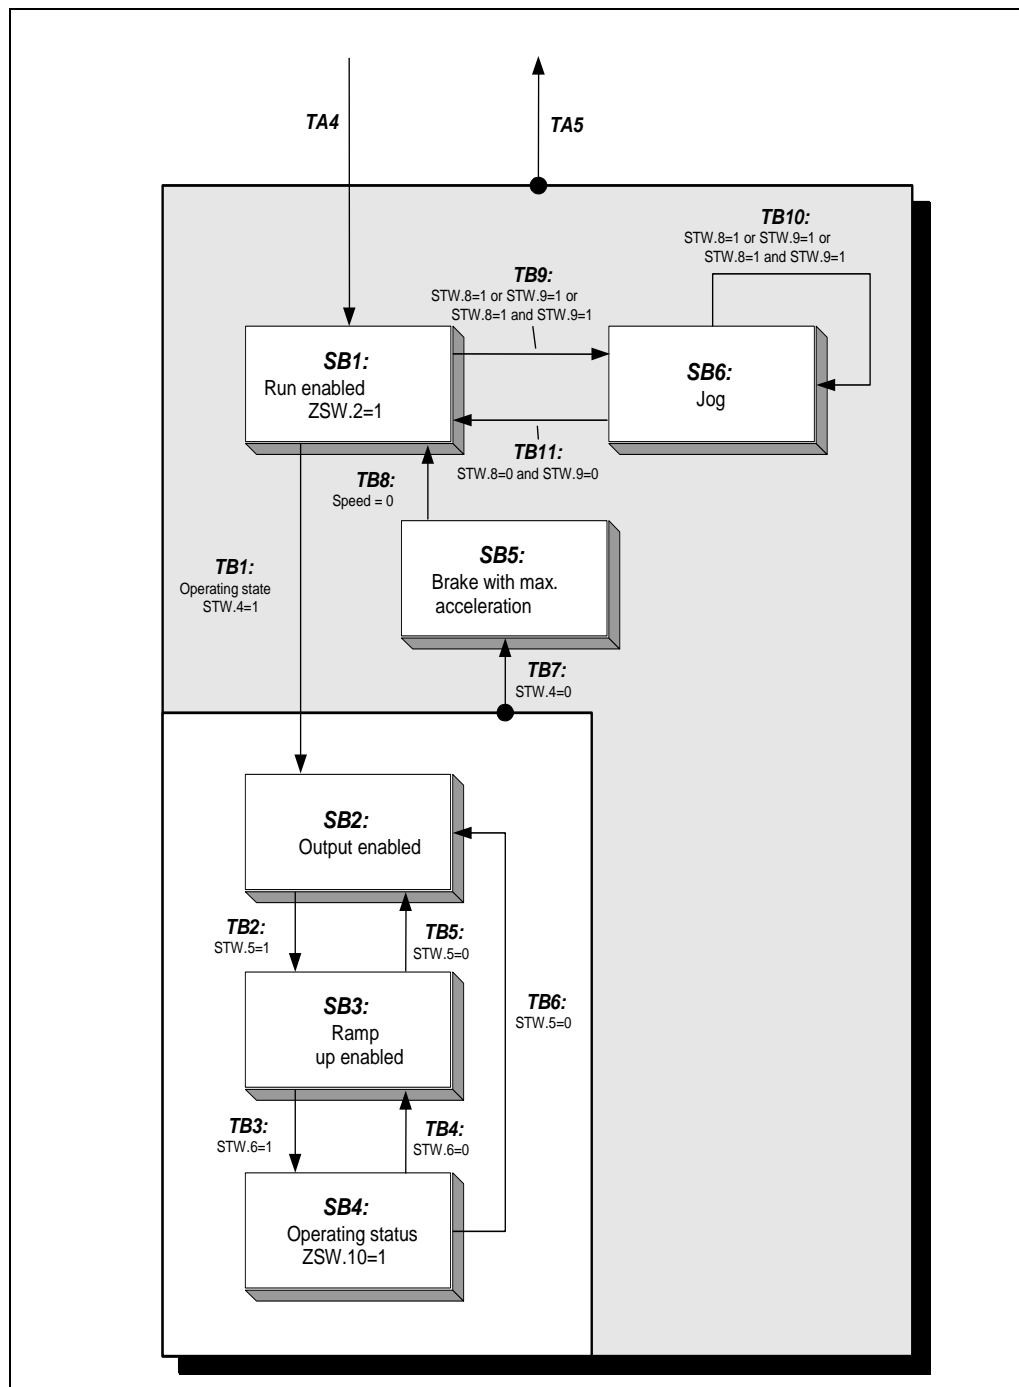 TA4
TA5
TB10:
STW.8=1 or STW.9=1 or
STW.8=1 and STW.9=1
TB9:
STW.8=1 or STW.9=1 or
STW.8=1 and STW.9=1
SB1:
Run enabled
ZSW.2=1
SB6:
Jog
TB11:
STW.8=0 and STW.9=0
TB8:
Speed = 0
SB5:
Brake with max.
acceleration
TB1:
Operating state
STW.4=1
TB7:
STW.4=0
SB2:
Output enabled
TB2:
STW.5=1
TB5:
STW.5=0
SB3:
Ramp
up enabled
TB6:
STW.5=0
TB3:
STW.6=1
TB4:
STW.6=0
SB4:
Operating status
ZSW.10=1